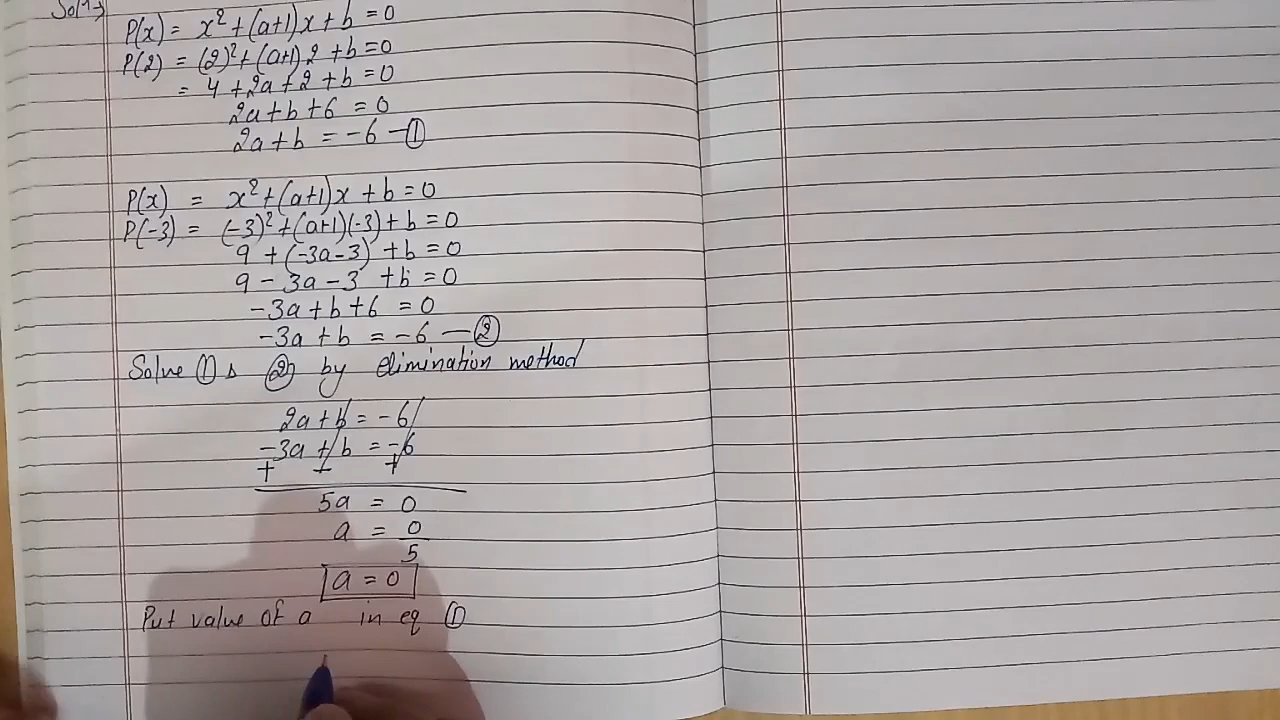 Soln→
P(x) = x² + (a+1)x + b = 0
P(2) = (2)² + (a+1) 2 + b = 0
= 4 + 2a + 2 + b = 0
2a + b + 6 = 0
2a + b = -6 — ①
P(x) = x² + (a+1)x + b = 0
P(-3) = (-3)² + (a+1)(-3) + b = 0
9 + (-3a-3) + b = 0
9 - 3a - 3 + b = 0
-3a + b + 6 = 0
-3a + b = -6 — ②
Solve ① & ② by elimination method
2a + b = -6
-3a + b = -6
+ - +
5a = 0
a = 0
5
a = 0
Put value of a in eq ①